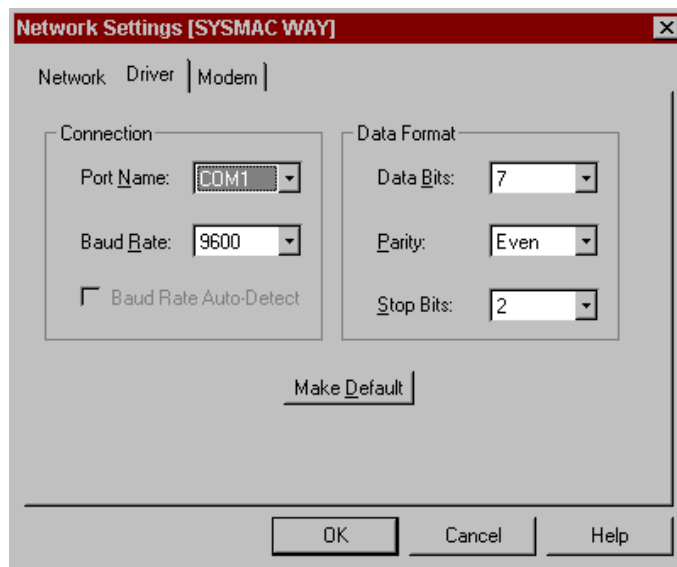 Network Settings [SYSMAC WAY]
Network Driver Modem
Connection
Port Name: COM1
Baud Rate: 9600
Baud Rate Auto-Detect
Data Format
Data Bits: 7
Parity: Even
Stop Bits: 2
Make Default
OK Cancel Help